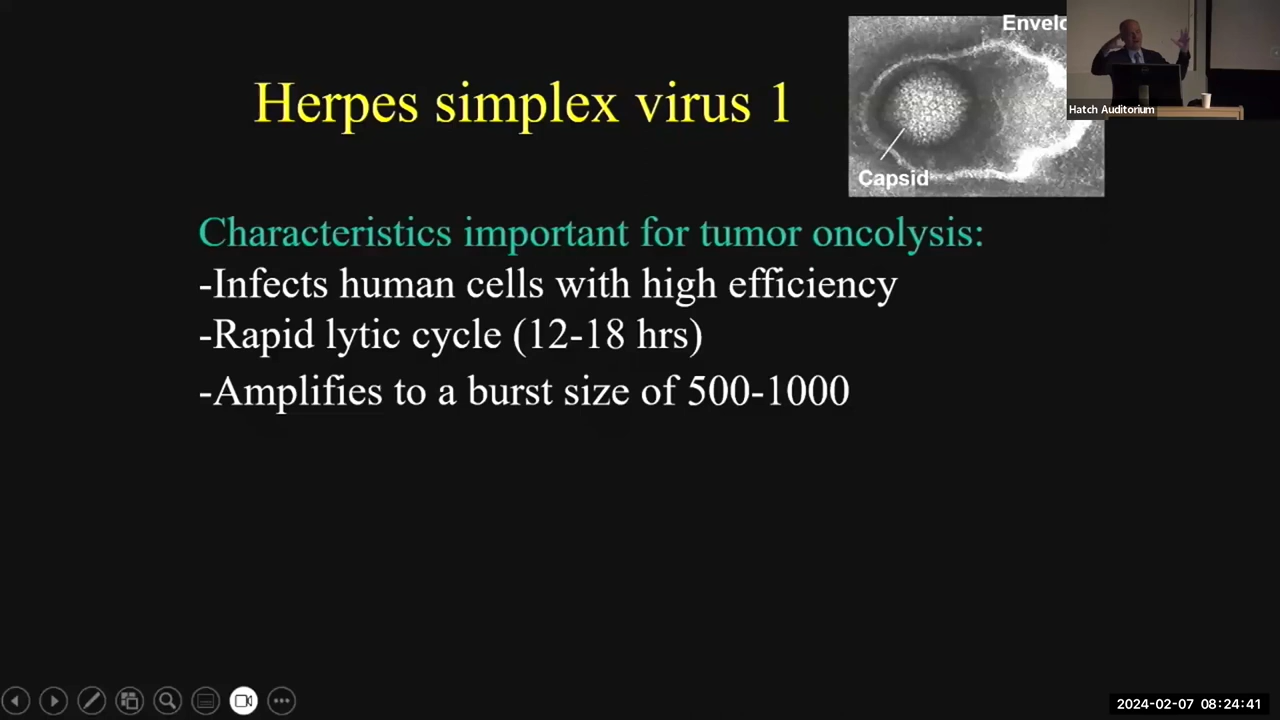 Herpes simplex virus 1
Capsid
Hatch Auditorium
Characteristics important for tumor oncolysis:
-Infects human cells with high efficiency
-Rapid lytic cycle (12-18 hrs)
-Amplifies to a burst size of 500-1000
2024-02-07 08:24:41